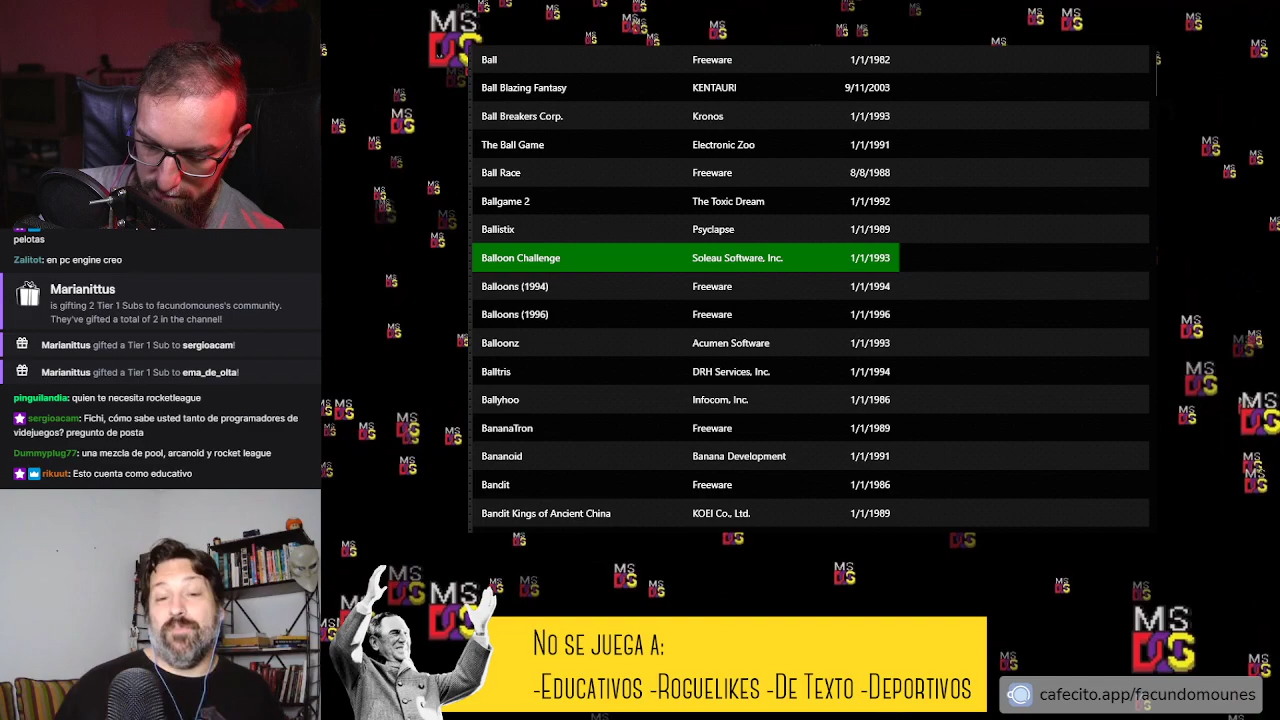 pelotas
Zalitot: en pc engine creo
Marianittus
is gifting 2 Tier 1 Subs to facundomounes's community.
They've gifted a total of 2 in the channel!
Marianittus gifted a Tier 1 Sub to sergioacam!
Marianittus gifted a Tier 1 Sub to ema_de_olta!
pinguilandia: quien te necesita rocketleague
sergioacam: Fichi, cómo sabe usted tanto de programadores de
videjuegos? pregunto de posta
Dummyplug77: una mezcla de pool, arcanoid y rocket league
rikuut: Esto cuenta como educativo
MS
DOS
Ball Freeware 1/1/1982
Ball Blazing Fantasy KENTAURI 9/11/2003
Ball Breakers Corp. Kronos 1/1/1993
The Ball Game Electronic Zoo 1/1/1991
Ball Race Freeware 8/8/1988
Ballgame 2 The Toxic Dream 1/1/1992
Ballistix Psyclapse 1/1/1989
Balloon Challenge Soleau Software, Inc. 1/1/1993
Balloons (1994) Freeware 1/1/1994
Balloons (1996) Freeware 1/1/1996
Balloonz Acumen Software 1/1/1993
Balltris DRH Services, Inc. 1/1/1994
Ballyhoo Infocom, Inc. 1/1/1986
BananaTron Freeware 1/1/1989
Bananoid Banana Development 1/1/1991
Bandit Freeware 1/1/1986
Bandit Kings of Ancient China KOEI Co., Ltd. 1/1/1989
No se juega a:
-Educativos -Roguelikes -De Texto -Deportivos
MS
DOS
cafecito.app/facundomounes